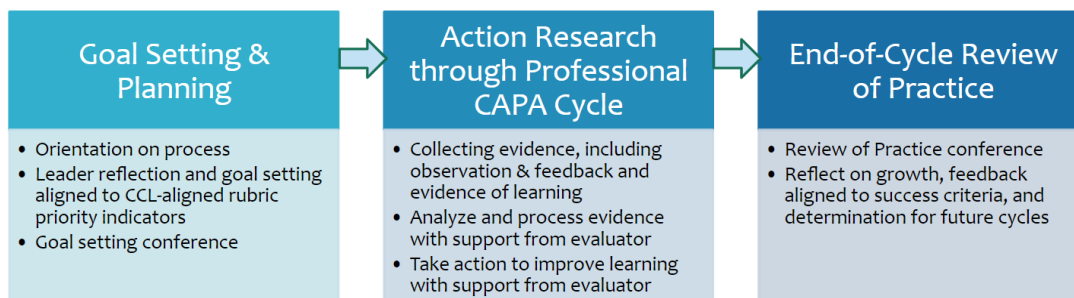 Goal Setting &
Planning
• Orientation on process
• Leader reflection and goal setting
aligned to CCL-aligned rubric
priority indicators
• Goal setting conference
Action Research
through Professional
CAPA Cycle
• Collecting evidence, including
observation & feedback and
evidence of learning
• Analyze and process evidence
with support from evaluator
• Take action to improve learning
with support from evaluator
End-of-Cycle Review
of Practice
• Review of Practice conference
• Reflect on growth, feedback
aligned to success criteria, and
determination for future cycles